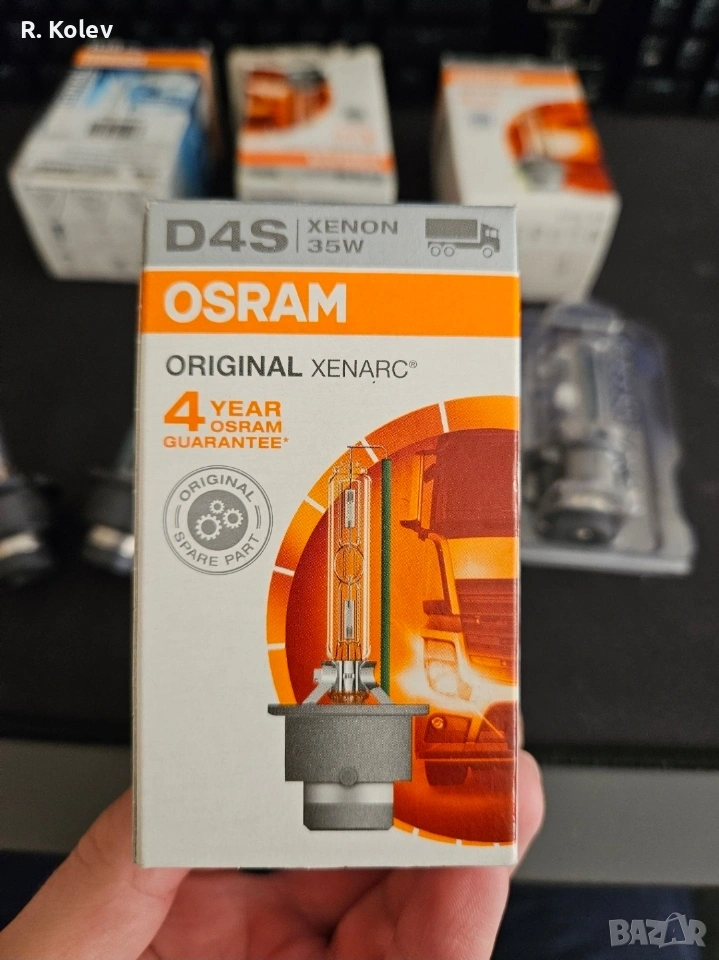 R. Kolev
D4S XENON
35W
OSRAM
ORIGINAL XENARC®
4 YEAR
OSRAM
GUARANTEE*
ORIGINAL
SPARE PART
BAZAR